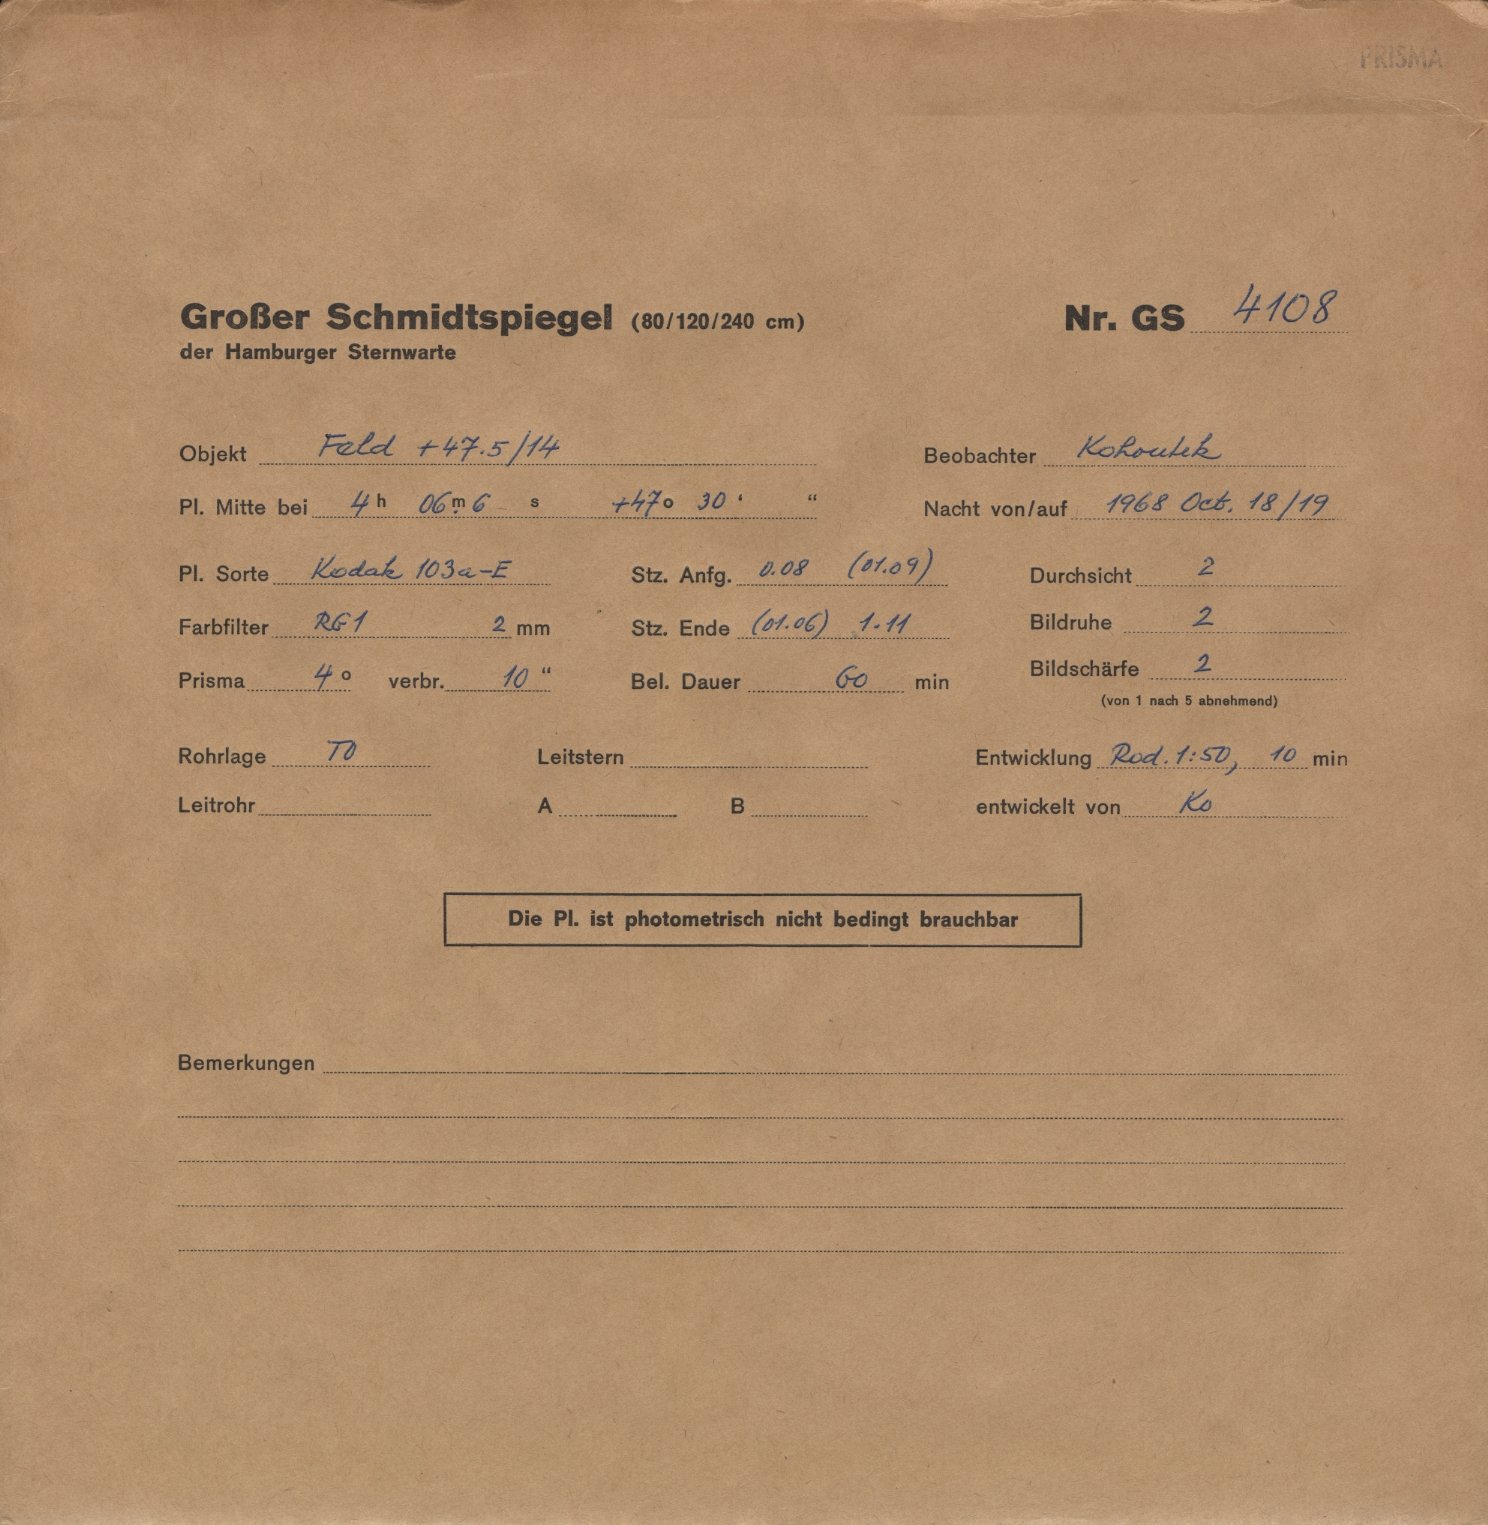 PRISMA
Großer Schmidtspiegel (80/120/240 cm) Nr. GS 4108
der Hamburger Sternwarte
Objekt Feld +47.5/14 Beobachter Kohoutek
Pl. Mitte bei 4 h 06 m. 6 s +47 o 30 ‘ “ Nacht von/auf 1968 Oct. 18/19
Pl. Sorte Kodak 103a-E Stz. Anfg. 0.08 (01.09) Durchsicht 2
Farbfilter RG1 2 mm Stz. Ende (01.06) 1.11 Bildruhe 2
Prisma 4 o verbr. 10 “ Bel. Dauer 60 min Bildschärfe 2
(von 1 nach 5 abnehmend)
Rohrlage TO Leitstern Entwicklung Rod. 1:50, 10 min
Leitrohr A B entwickelt von Ko
Die Pl. ist photometrisch nicht bedingt brauchbar
Bemerkungen